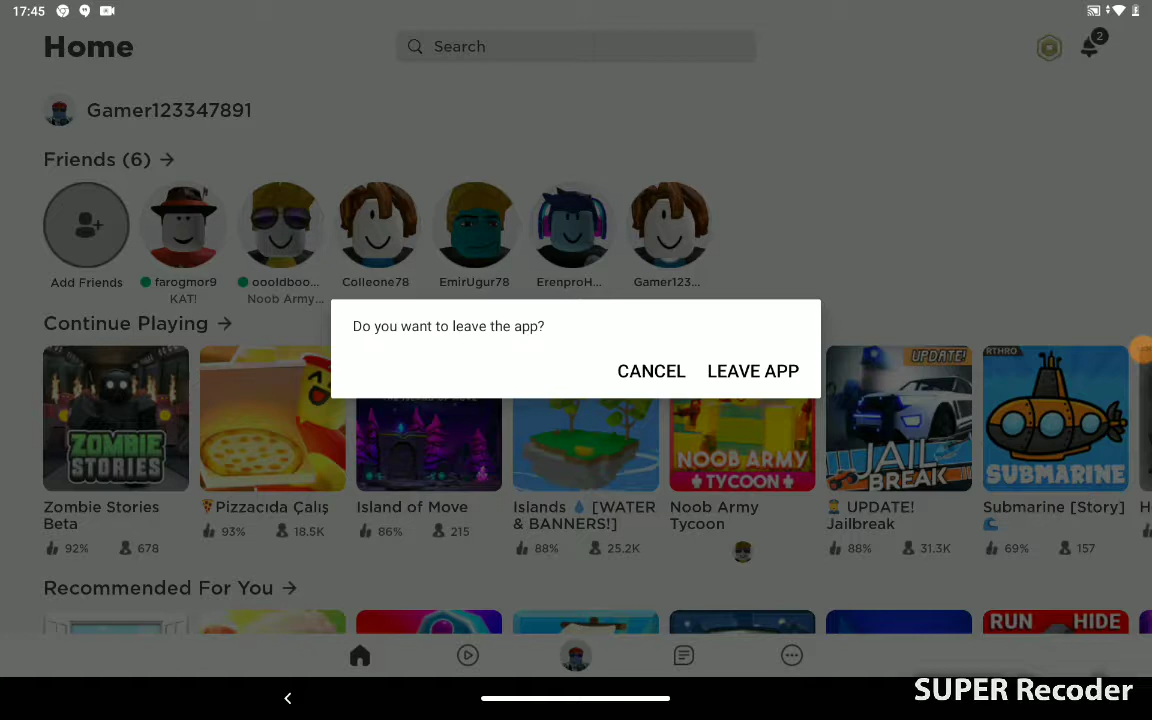 17:45
Home
Search
2
Gamer123347891
Friends (6) →
Add Friends
farogmor9
KAT!
oooldboo...
Noob Army...
Colleone78
EmirUgur78
ErenproH...
Gamer123...
Continue Playing →
Do you want to leave the app?
CANCEL LEAVE APP
ZOMBIE
STORIES
NOOB ARMY
TYCOON
UPDATE!
JAIL
BREAK
RTHRO
SUBMARINE
Zombie Stories
Beta
92% 678
🍕Pizzacıda Çalış
93% 18.5K
Island of Move
86% 215
Islands 💧 [WATER
& BANNERS!]
88% 25.2K
Noob Army
Tycoon
UPDATE!
Jailbreak
88% 31.3K
Submarine [Story]
🌊
69% 157
Recommended For You →
RUN HIDE
SUPER Recoder